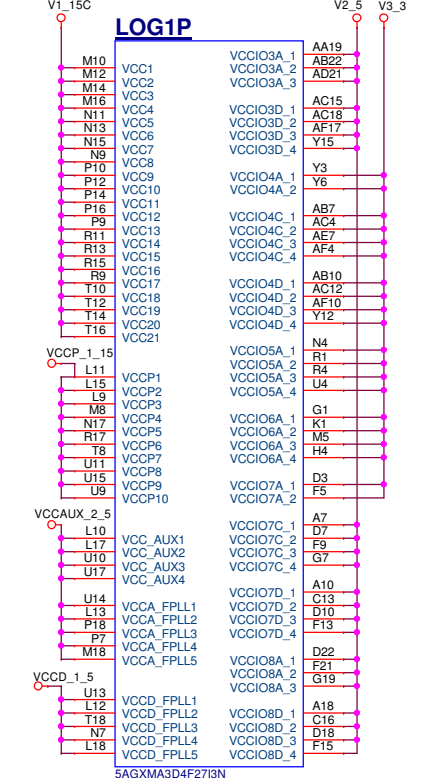 V1_15C
V2_5 V3_3
LOG1P
M10 VCC1
M12 VCC2
M14 VCC3
M16 VCC4
N11 VCC5
N13 VCC6
N15 VCC7
N9 VCC8
P10 VCC9
P12 VCC10
P14 VCC11
P16 VCC12
P9 VCC13
R11 VCC14
R13 VCC15
R15 VCC16
R9 VCC17
T10 VCC18
T12 VCC19
T14 VCC20
T16 VCC21
VCCP_1_15
L11 VCCP1
L15 VCCP2
L9 VCCP3
M8 VCCP4
N17 VCCP5
R17 VCCP6
T8 VCCP7
U11 VCCP8
U15 VCCP9
U9 VCCP10
VCCAUX_2_5
L10 VCC_AUX1
L17 VCC_AUX2
U10 VCC_AUX3
U17 VCC_AUX4
U14 VCCA_FPLL1
L13 VCCA_FPLL2
P18 VCCA_FPLL3
P7 VCCA_FPLL4
M18 VCCA_FPLL5
VCCD_1_5
U13 VCCD_FPLL1
L12 VCCD_FPLL2
T18 VCCD_FPLL3
N7 VCCD_FPLL4
L18 VCCD_FPLL5
VCCIO3A_1 AA19
VCCIO3A_2 AB22
VCCIO3A_3 AD21
VCCIO3D_1 AC15
VCCIO3D_2 AC18
VCCIO3D_3 AF17
VCCIO3D_4 Y15
VCCIO4A_1 Y3
VCCIO4A_2 Y6
VCCIO4C_1 AB7
VCCIO4C_2 AC4
VCCIO4C_3 AE7
VCCIO4C_4 AF4
VCCIO4D_1 AB10
VCCIO4D_2 AC12
VCCIO4D_3 AF10
VCCIO4D_4 Y12
VCCIO5A_1 N4
VCCIO5A_2 R1
VCCIO5A_3 R4
VCCIO5A_4 U4
VCCIO6A_1 G1
VCCIO6A_2 K1
VCCIO6A_3 M5
VCCIO6A_4 H4
VCCIO7A_1 D3
VCCIO7A_2 F5
VCCIO7C_1 A7
VCCIO7C_2 D7
VCCIO7C_3 F9
VCCIO7C_4 G7
VCCIO7D_1 A10
VCCIO7D_2 C13
VCCIO7D_3 D10
VCCIO7D_4 F13
VCCIO8A_1 D22
VCCIO8A_2 F21
VCCIO8A_3 G19
VCCIO8D_1 A18
VCCIO8D_2 C16
VCCIO8D_3 D18
VCCIO8D_4 F15
5AGXMA3D4F27I3N